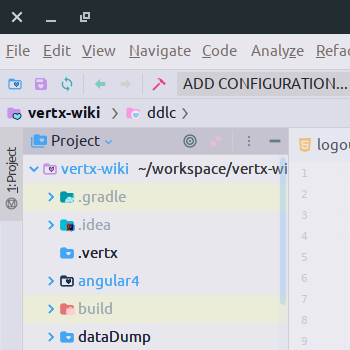 File Edit View Navigate Code Analyze Refac
ADD CONFIGURATION...
vertx-wiki ddlc
1: Project
Project
logou
vertx-wiki ~/workspace/vertx-wi
.gradle
.idea
.vertx
angular4
build
dataDump
1
2
3
4
5
6
7
8
9